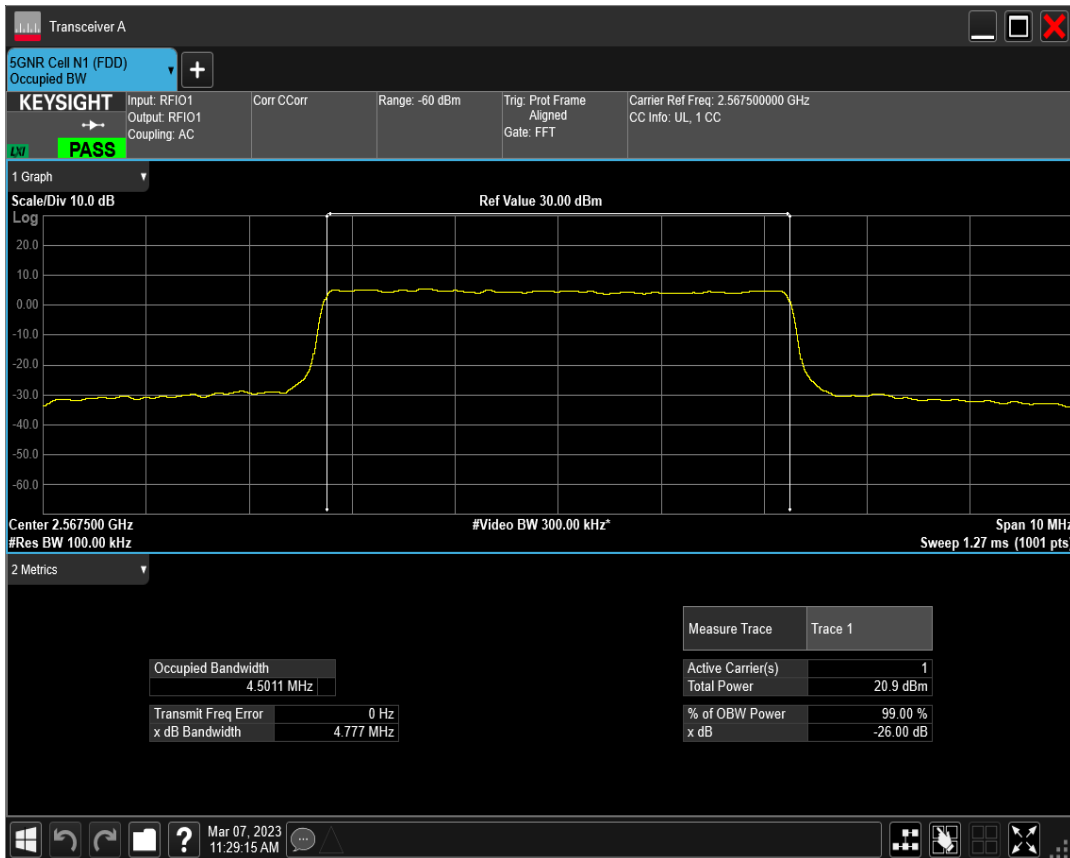 Transceiver A
5GNR Cell N1 (FDD)
Occupied BW
+
KEYSIGHT
LXI
PASS
Input: RFIO1
Output: RFIO1
Coupling: AC
Corr CCorr
Range: -60 dBm
Trig: Prot Frame
Aligned
Gate: FFT
Carrier Ref Freq: 2.567500000 GHz
CC Info: UL, 1 CC
1 Graph
Scale/Div 10.0 dB
Ref Value 30.00 dBm
Log
20.0
10.0
0.00
-10.0
-20.0
-30.0
-40.0
-50.0
-60.0
Center 2.567500 GHz
#Video BW 300.00 kHz*
Span 10 MHz
#Res BW 100.00 kHz
Sweep 1.27 ms (1001 pts)
2 Metrics
Measure Trace
Trace 1
Occupied Bandwidth
4.5011 MHz
Active Carrier(s) 1
Total Power 20.9 dBm
Transmit Freq Error 0 Hz
x dB Bandwidth 4.777 MHz
% of OBW Power 99.00 %
x dB -26.00 dB
?
Mar 07, 2023
11:29:15 AM